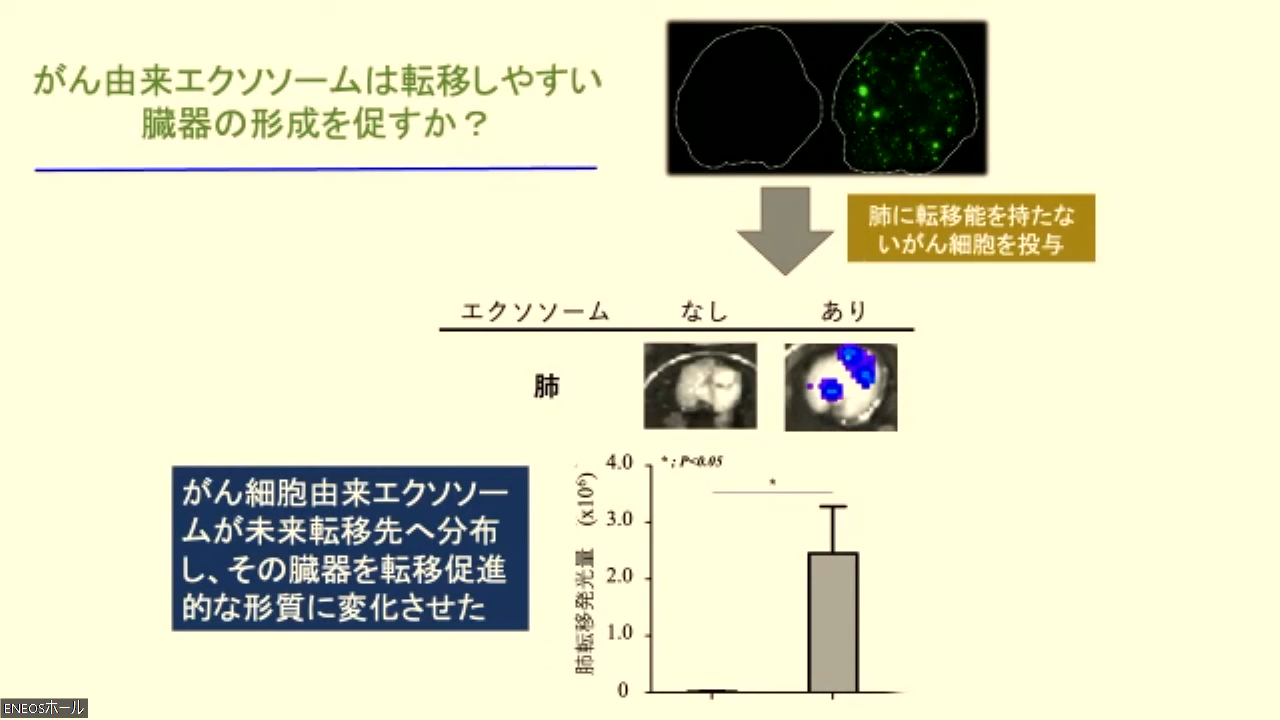 がん由来エクソソームは転移しやすい
臓器の形成を促すか？
肺に転移能を持たな
いがん細胞を投与
エクソソーム なし あり
肺
がん細胞由来エクソソー
ムが未来転移先へ分布
し、その臓器を転移促進
的な形質に変化させた
肺転移発光量 (x10⁶)
* ; P<0.05
*
4.0
3.0
2.0
1.0
0
ENEOSホール